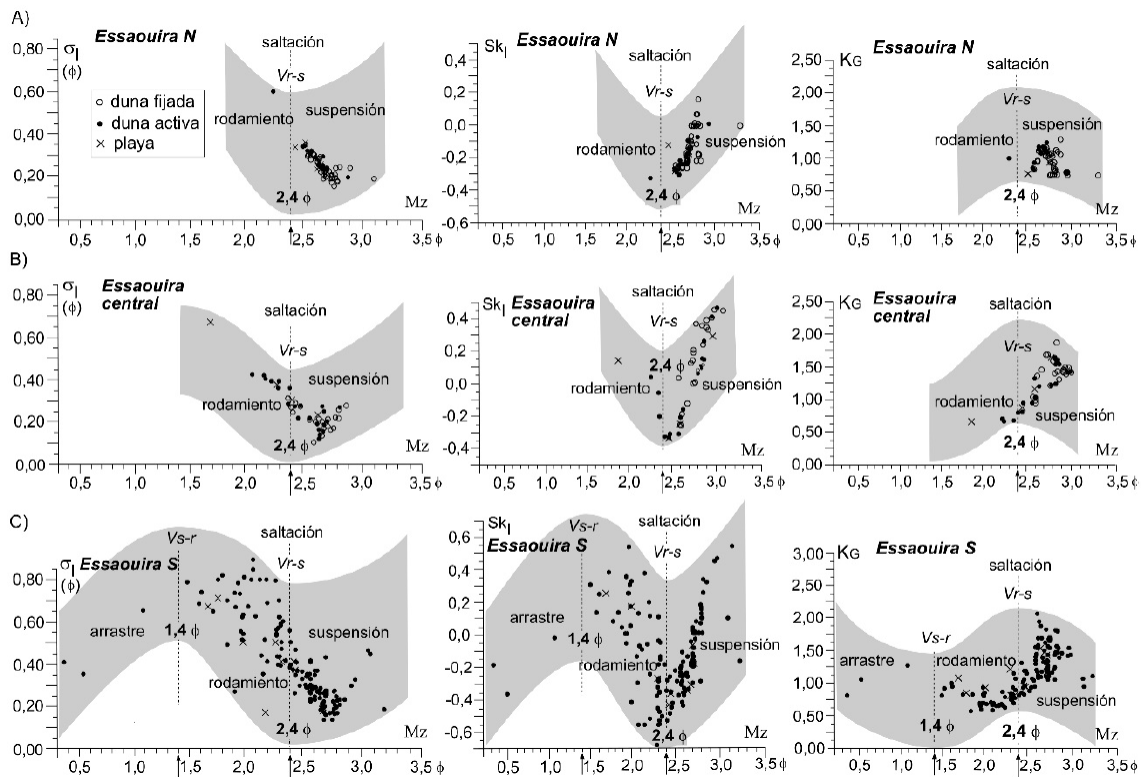 A)
Essaouira N
σI
(ϕ)
0,80
0,60
0,40
0,20
0,00
saltación
Vr-s
rodamiento
suspensión
2,4 ϕ
Mz
duna fijada
duna activa
playa
0,5 1,0 1,5 2,0 2,5 3,0 3,5 ϕ
SkI
Essaouira N
0,4
0,2
0,0
-0,2
-0,4
-0,6
saltación
Vr-s
rodamiento
suspensión
2,4 ϕ
Mz
0,5 1,0 1,5 2,0 2,5 3,0 3,5 ϕ
KG
Essaouira N
2,50
2,00
1,50
1,00
0,50
0,00
saltación
Vr-s
suspensión
rodamiento
2,4 ϕ
Mz
0,5 1,0 1,5 2,0 2,5 3,0 3,5 ϕ
B)
σI
(ϕ)
Essaouira
central
0,80
0,60
0,40
0,20
0,00
saltación
Vr-s
suspensión
rodamiento
2,4 ϕ
Mz
0,5 1,0 1,5 2,0 2,5 3,0 3,5 ϕ
SkI
Essaouira
central
0,4
0,2
0,0
-0,2
-0,4
saltación
Vr-s
2,4 ϕ
rodamiento
suspensión
Mz
0,5 1,0 1,5 2,0 2,5 3,0 3,5 ϕ
KG
Essaouira
central
2,50
2,00
1,50
1,00
0,50
0,00
saltación
Vr-s
rodamiento
suspensión
2,4 ϕ
Mz
0,5 1,0 1,5 2,0 2,5 3,0 3,5 ϕ
C)
σI
(ϕ)
Essaouira S
0,80
0,60
0,40
0,20
0,00
Vs-r
saltación
Vr-s
arrastre
1,4 ϕ
suspensión
rodamiento
2,4 ϕ
Mz
0,5 1,0 1,5 2,0 2,5 3,0 3,5 ϕ
SkI
Essaouira S
0,6
0,4
0,2
0,0
-0,2
-0,4
-0,6
Vs-r
saltación
Vr-s
arrastre
1,4 ϕ
rodamiento
suspensión
2,4 ϕ
Mz
0,5 1,0 1,5 2,0 2,5 3,0 3,5 ϕ
KG
Essaouira S
3,00
2,50
2,00
1,50
1,00
0,50
0,00
saltación
Vr-s
Vs-r
arrastre
rodamiento
suspensión
1,4 ϕ
2,4 ϕ
Mz
0,5 1,0 1,5 2,0 2,5 3,0 3,5 ϕ